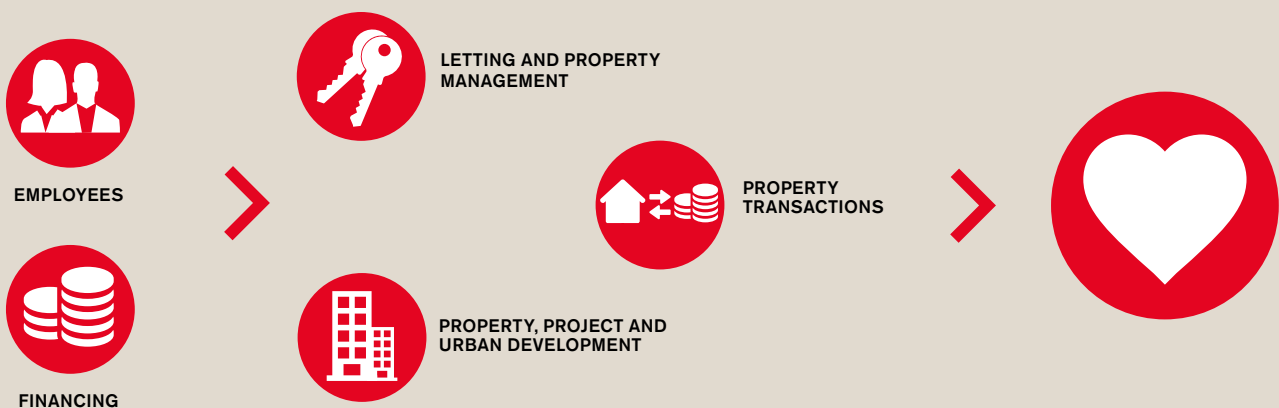 EMPLOYEES
FINANCING
LETTING AND PROPERTY
MANAGEMENT
PROPERTY, PROJECT AND
URBAN DEVELOPMENT
PROPERTY
TRANSACTIONS